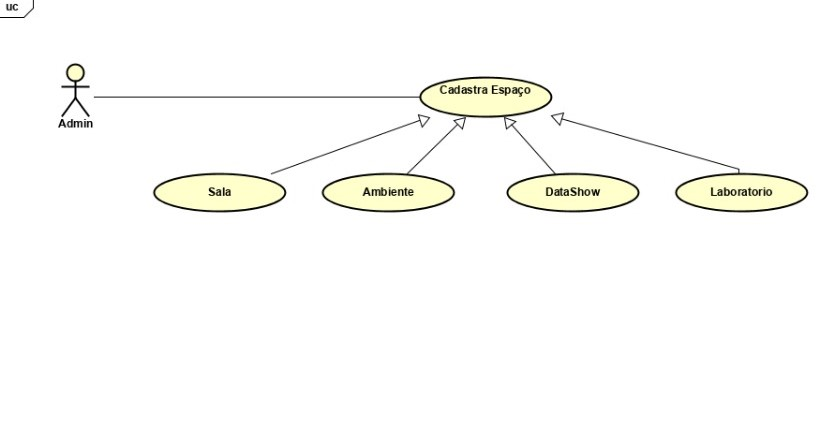 uc
Cadastra Espaço
Admin
Sala
Ambiente
DataShow
Laboratorio